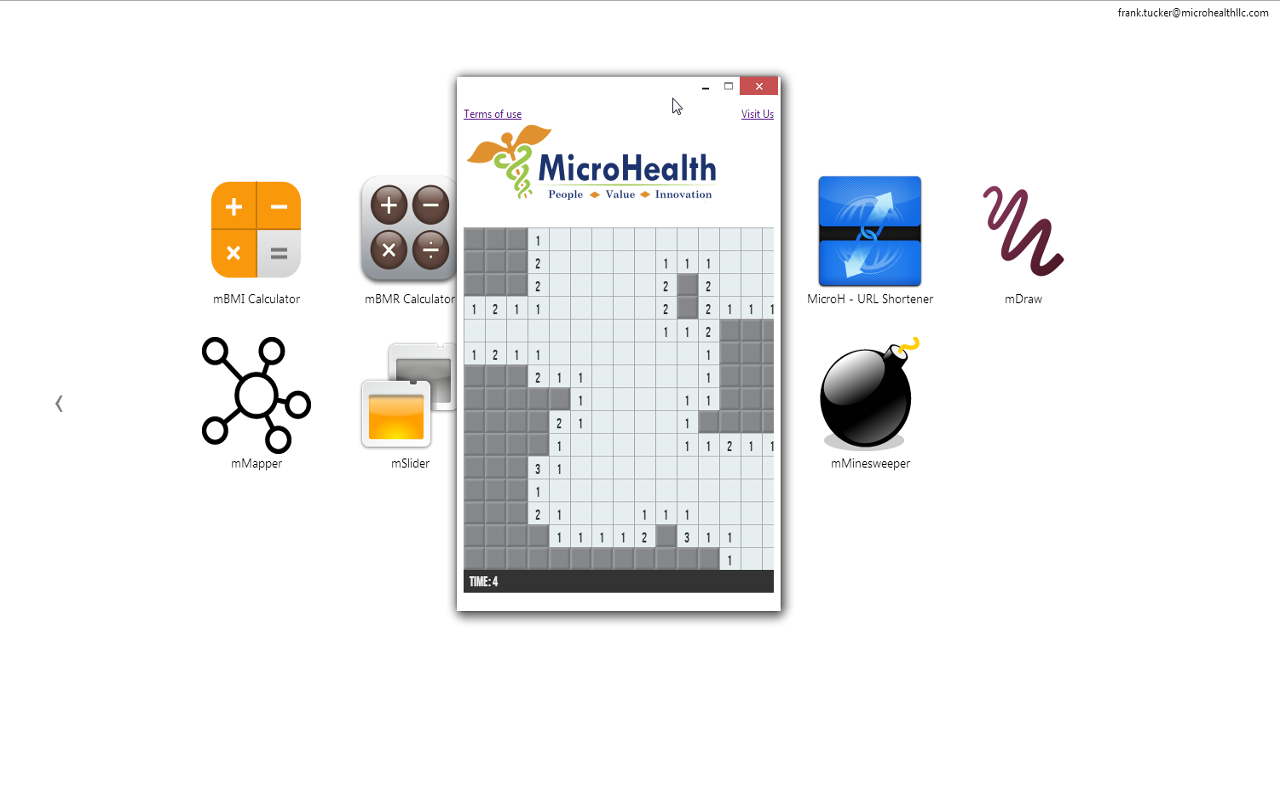 frank.tucker@microhealthllc.com
Terms of use
Visit Us
MicroHealth
People Value Innovation
1
2 1 1 1
2 2 2
1 2 1 1 2 2 1 1 1
1 1 2
1 2 1 1 1
2 1 1 1
1 1 1
2 1 1
1 1 1 2 1 1
3 1
1
2 1 1 1 1
1 1 1 1 2 3 1 1
1
TIME: 4
mBMI Calculator
mBMR Calculator
MicroH - URL Shortener
mDraw
mMapper
mSlider
mMinesweeper